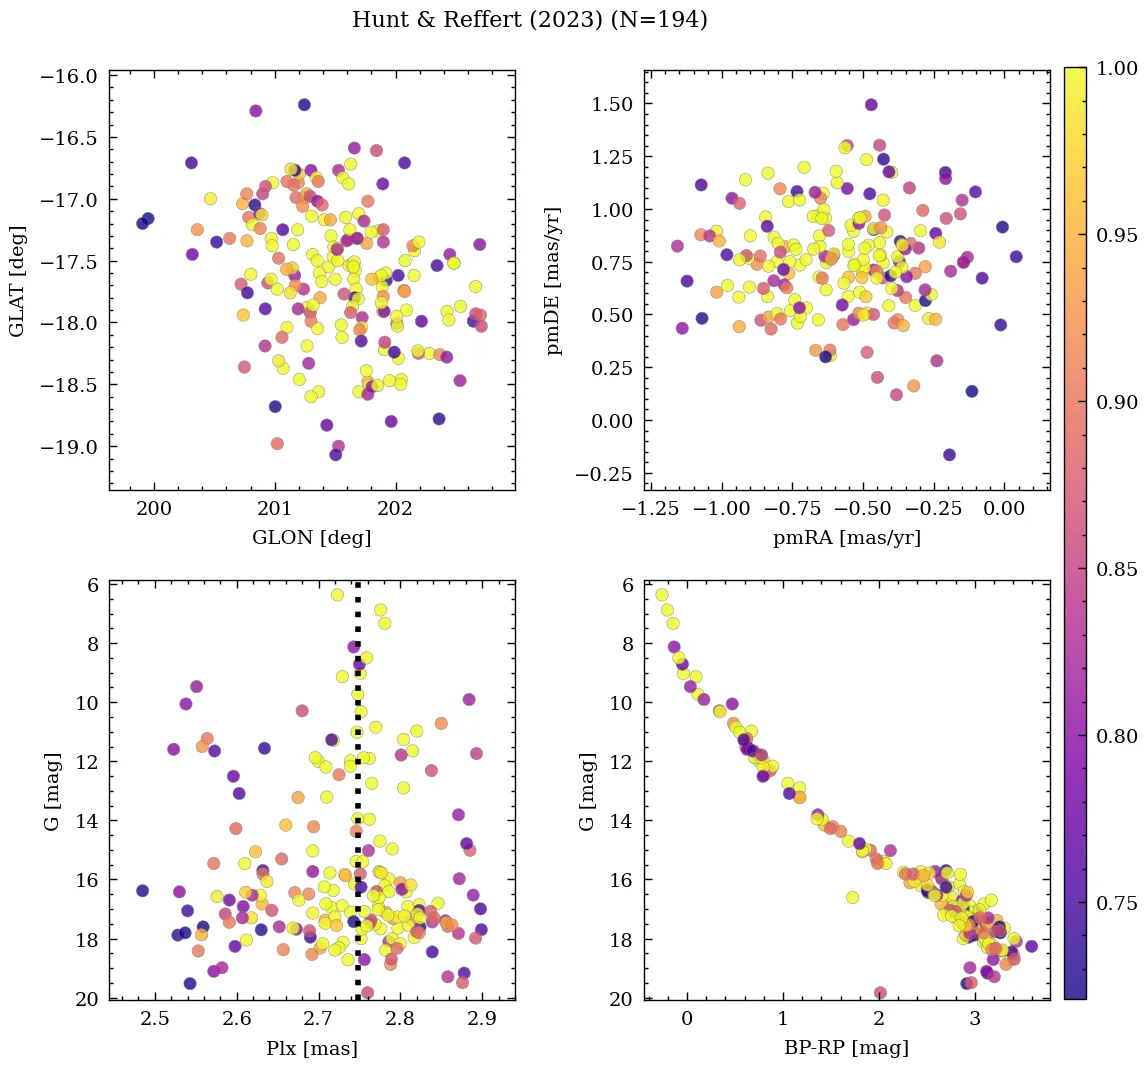 Hunt & Reffert (2023) (N=194)
−16.0
−16.5
−17.0
−17.5
−18.0
−18.5
−19.0
GLAT [deg]
200 201 202
GLON [deg]
1.50
1.25
1.00
0.75
0.50
0.25
0.00
−0.25
pmDE [mas/yr]
−1.25 −1.00 −0.75 −0.50 −0.25 0.00
pmRA [mas/yr]
6
8
10
12
14
16
18
20
G [mag]
2.5 2.6 2.7 2.8 2.9
Plx [mas]
6
8
10
12
14
16
18
20
G [mag]
0 1 2 3
BP-RP [mag]
1.00
0.95
0.90
0.85
0.80
0.75